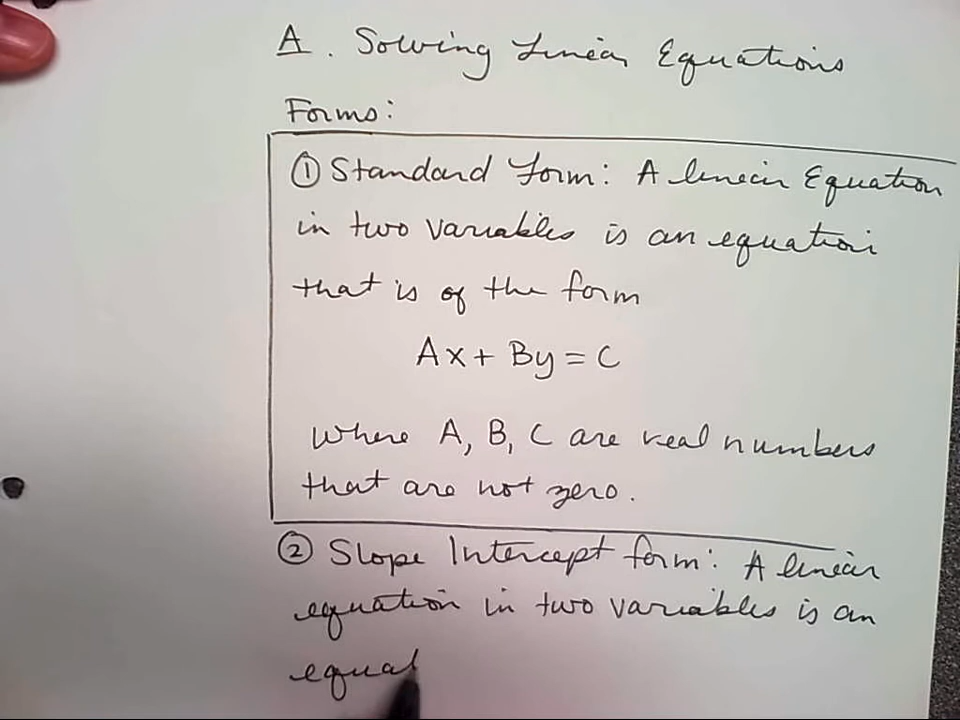 A. Solving Linear Equations
Forms:
① Standard Form: A linear Equation
in two variables is an equation
that is of the form
Ax + By = C
where A, B, C are real numbers
that are not zero.
② Slope Intercept form: A linear
equation in two variables is an
equat